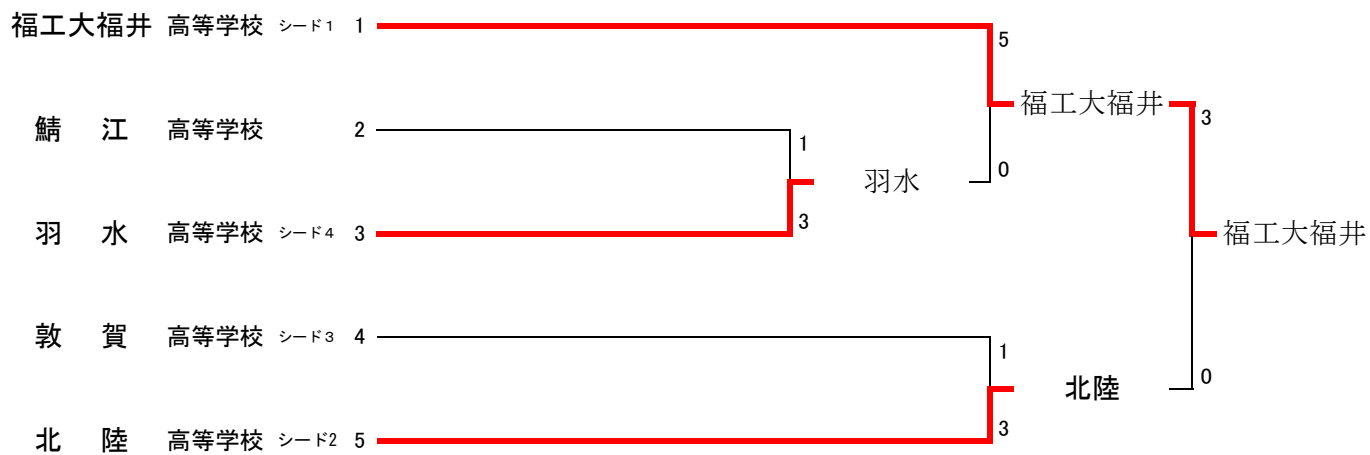 福工大福井 高等学校 シード1 1
5
福工大福井
3
鯖 江 高等学校 2
1
羽水
0
羽 水 高等学校 シード4 3
3
福工大福井
敦 賀 高等学校 シード3 4
1
北陸
0
北 陸 高等学校 シード2 5
3